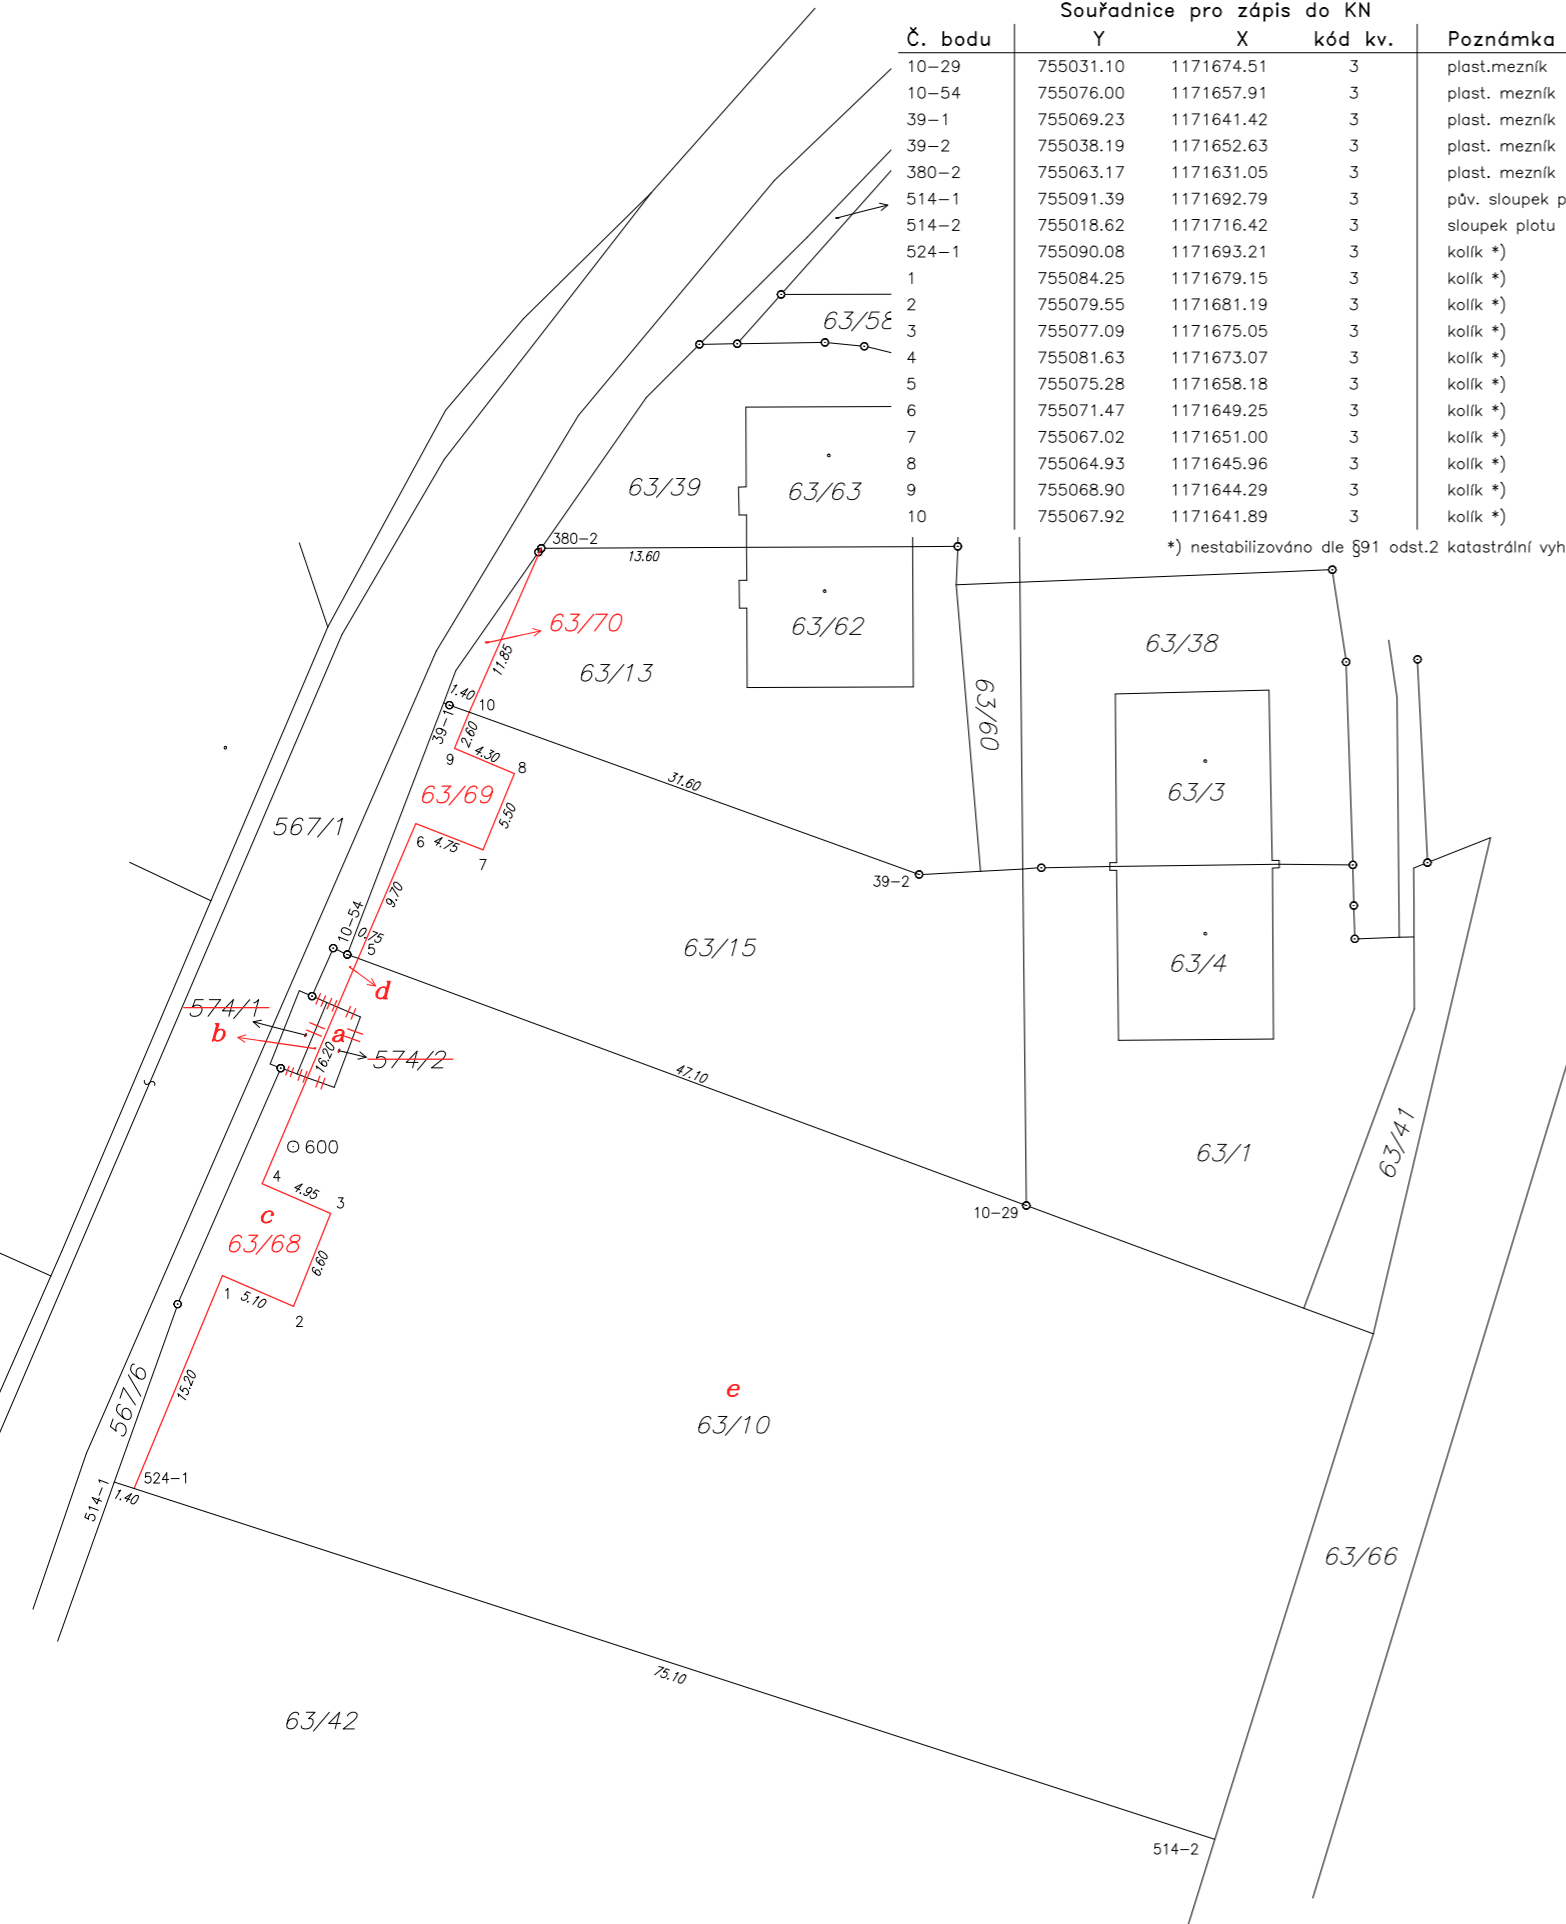 Souřadnice pro zápis do KN
Č. bodu Y X kód kv. Poznámka
10-29 755031.10 1171674.51 3 plast.mezník
10-54 755076.00 1171657.91 3 plast. mezník
39-1 755069.23 1171641.42 3 plast. mezník
39-2 755038.19 1171652.63 3 plast. mezník
380-2 755063.17 1171631.05 3 plast. mezník
514-1 755091.39 1171692.79 3 pův. sloupek p
514-2 755018.62 1171716.42 3 sloupek plotu
524-1 755090.08 1171693.21 3 kolík *)
1 755084.25 1171679.15 3 kolík *)
2 755079.55 1171681.19 3 kolík *)
3 755077.09 1171675.05 3 kolík *)
4 755081.63 1171673.07 3 kolík *)
5 755075.28 1171658.18 3 kolík *)
6 755071.47 1171649.25 3 kolík *)
7 755067.02 1171651.00 3 kolík *)
8 755064.93 1171645.96 3 kolík *)
9 755068.90 1171644.29 3 kolík *)
10 755067.92 1171641.89 3 kolík *)
*) nestabilizováno dle §91 odst.2 katastrální vyh
63/58
63/39
63/63
380-2
13.60
63/70
63/62
63/38
11.85
63/13
63/60
1.40
10
39-1
2.60
9
4.30
8
31.60
63/3
63/69
5.50
567/1
6
4.75
7
39-2
9.70
10-54
0.75
5
63/15
63/4
d
574/1
b
a
16.20
574/2
47.10
600
63/1
63/41
4
4.95
3
c
63/68
6.60
10-29
1
5.10
2
15.20
567/6
e
63/10
524-1
514-1
1.40
63/66
75.10
63/42
514-2